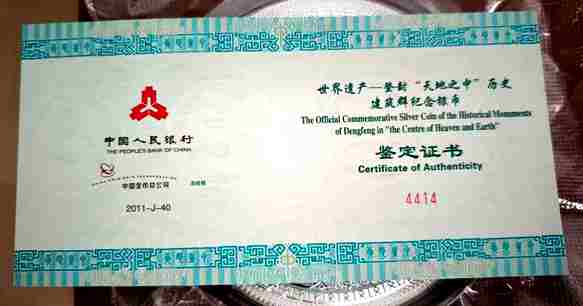 中国人民银行
THE PEOPLE'S BANK OF CHINA
中国金币总公司
2011-J-40
世界遗产—登封“天地之中”历史
建筑群纪念银币
The Official Commemorative Silver Coin of the Historical Monuments
of Dengfeng in "the Centre of Heaven and Earth"
鉴定证书
Certificate of Authenticity
4414